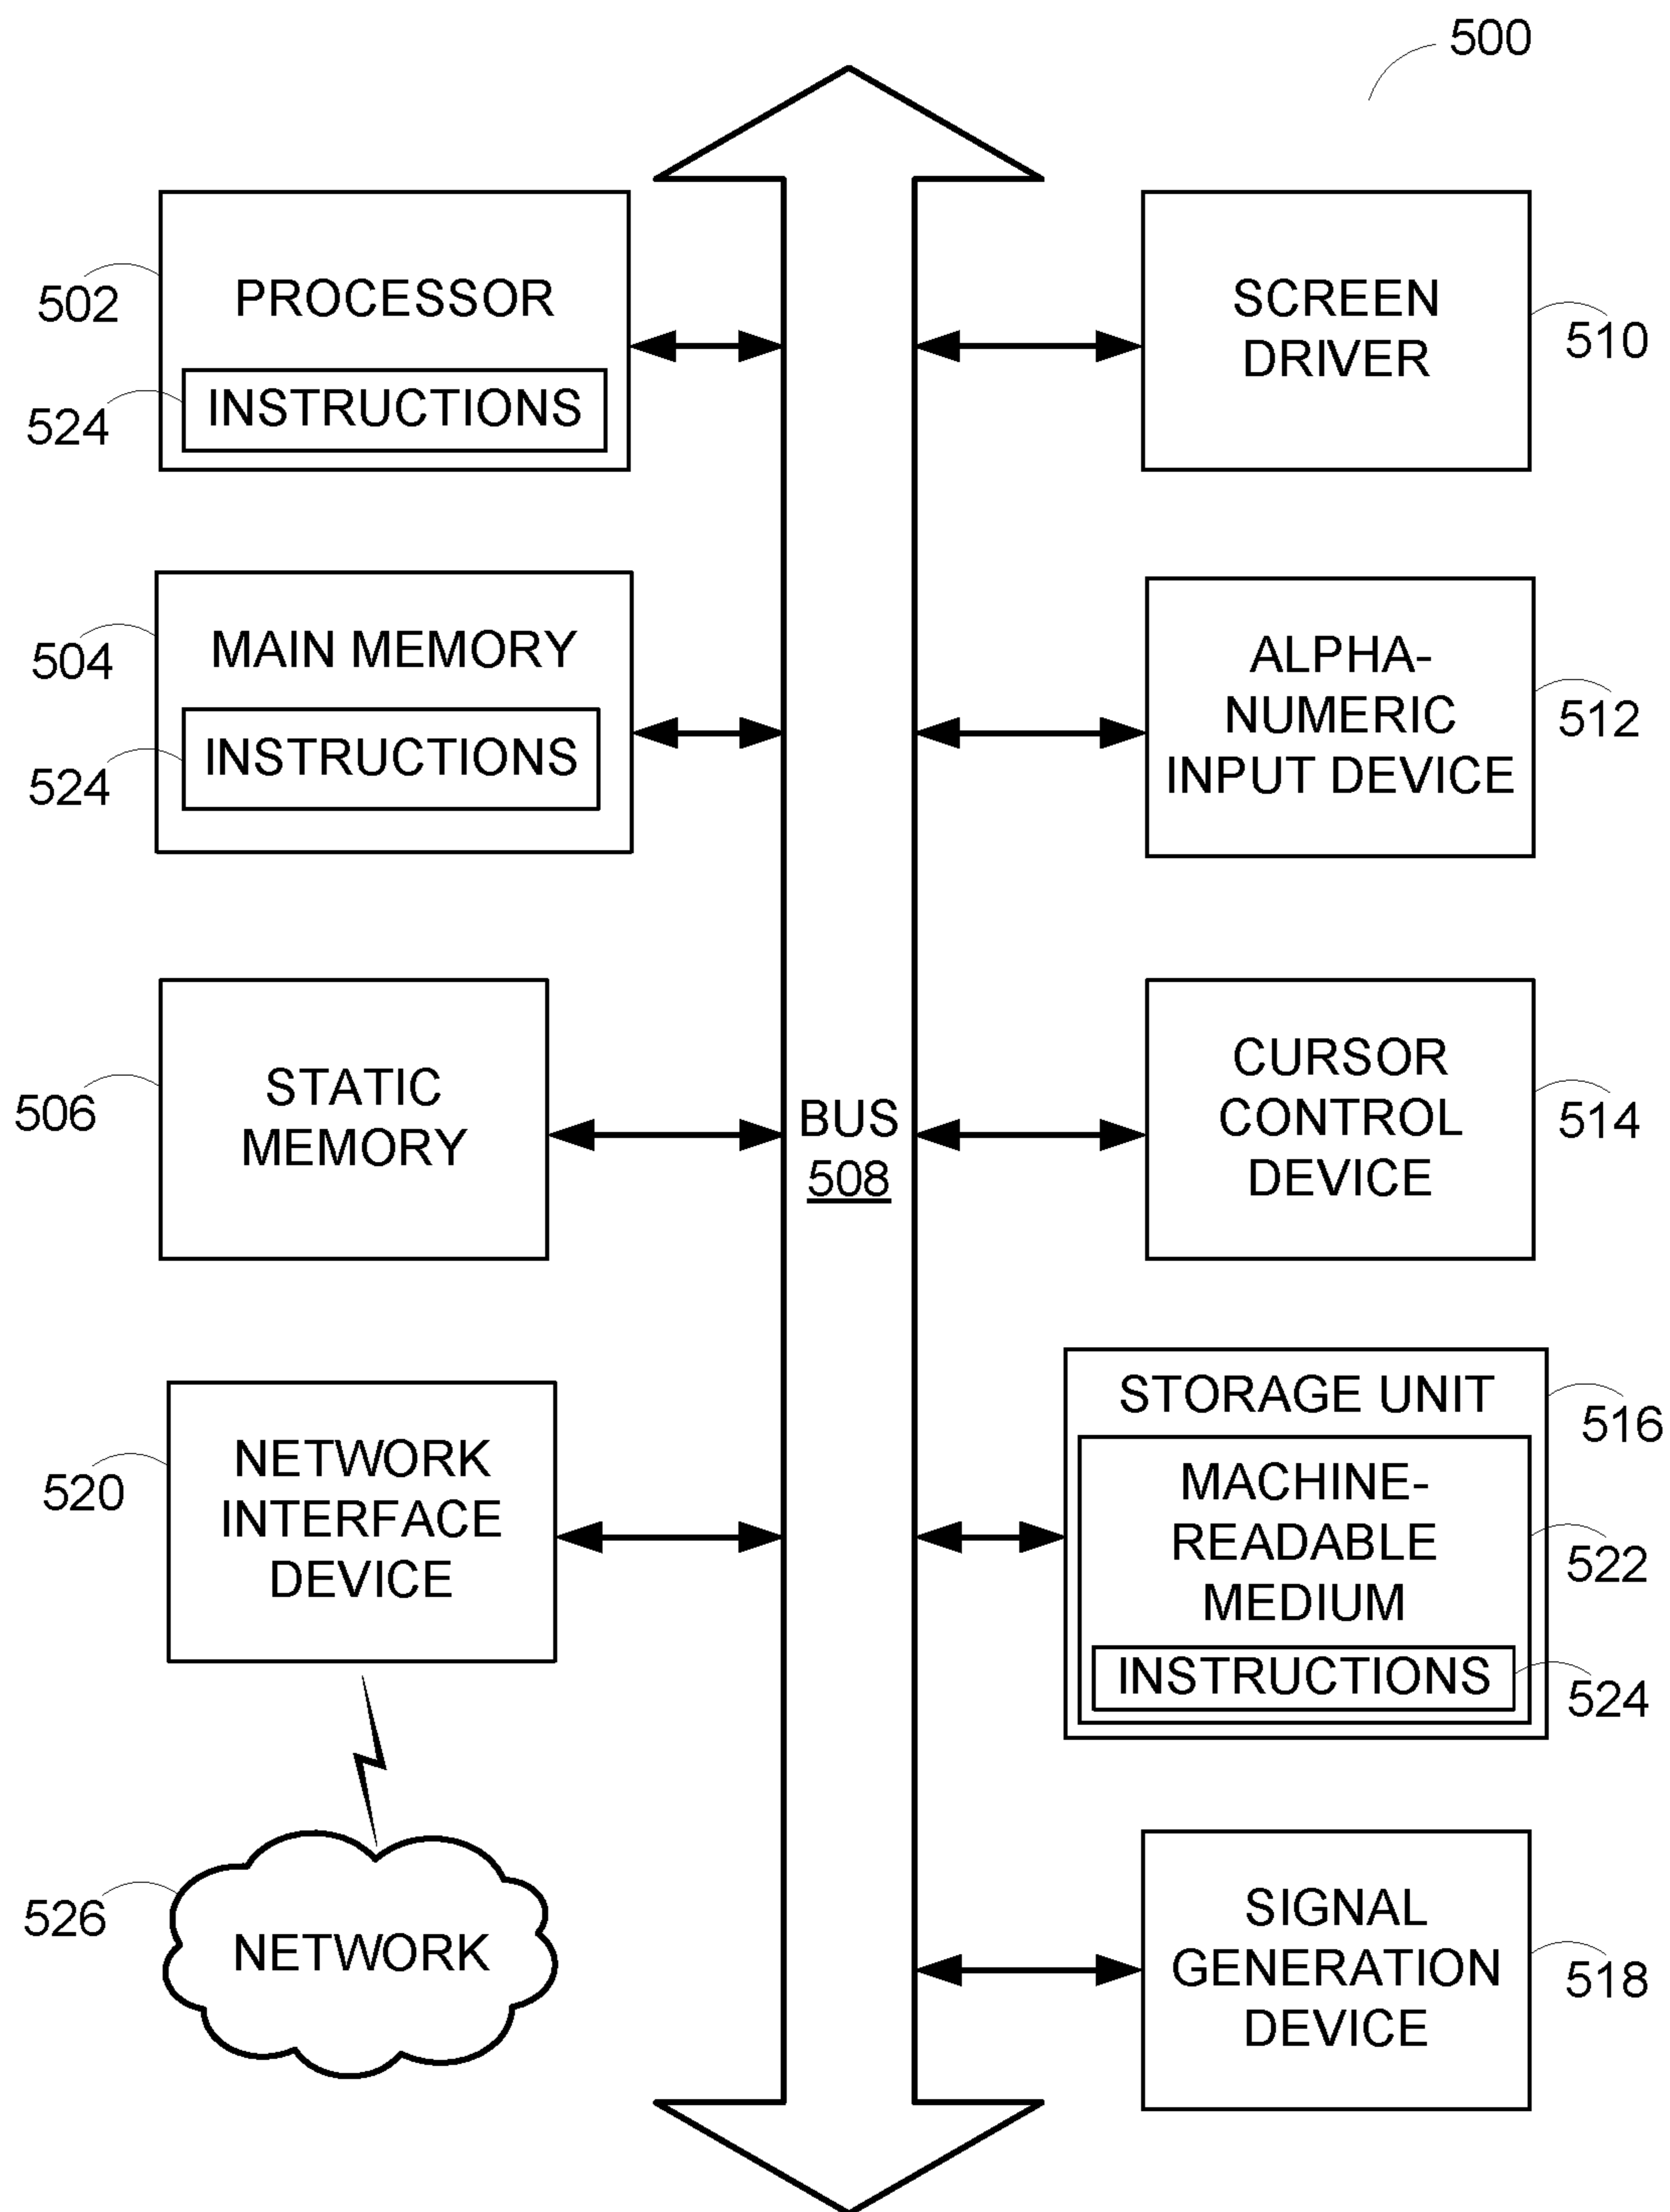 500
PROCESSOR
502
INSTRUCTIONS
524
MAIN MEMORY
504
INSTRUCTIONS
524
STATIC
MEMORY
506
NETWORK
INTERFACE
DEVICE
520
NETWORK
526
BUS
508
SCREEN
DRIVER
510
ALPHA-
NUMERIC
INPUT DEVICE
512
CURSOR
CONTROL
DEVICE
514
STORAGE UNIT
516
MACHINE-
READABLE
MEDIUM
522
INSTRUCTIONS
524
SIGNAL
GENERATION
DEVICE
518